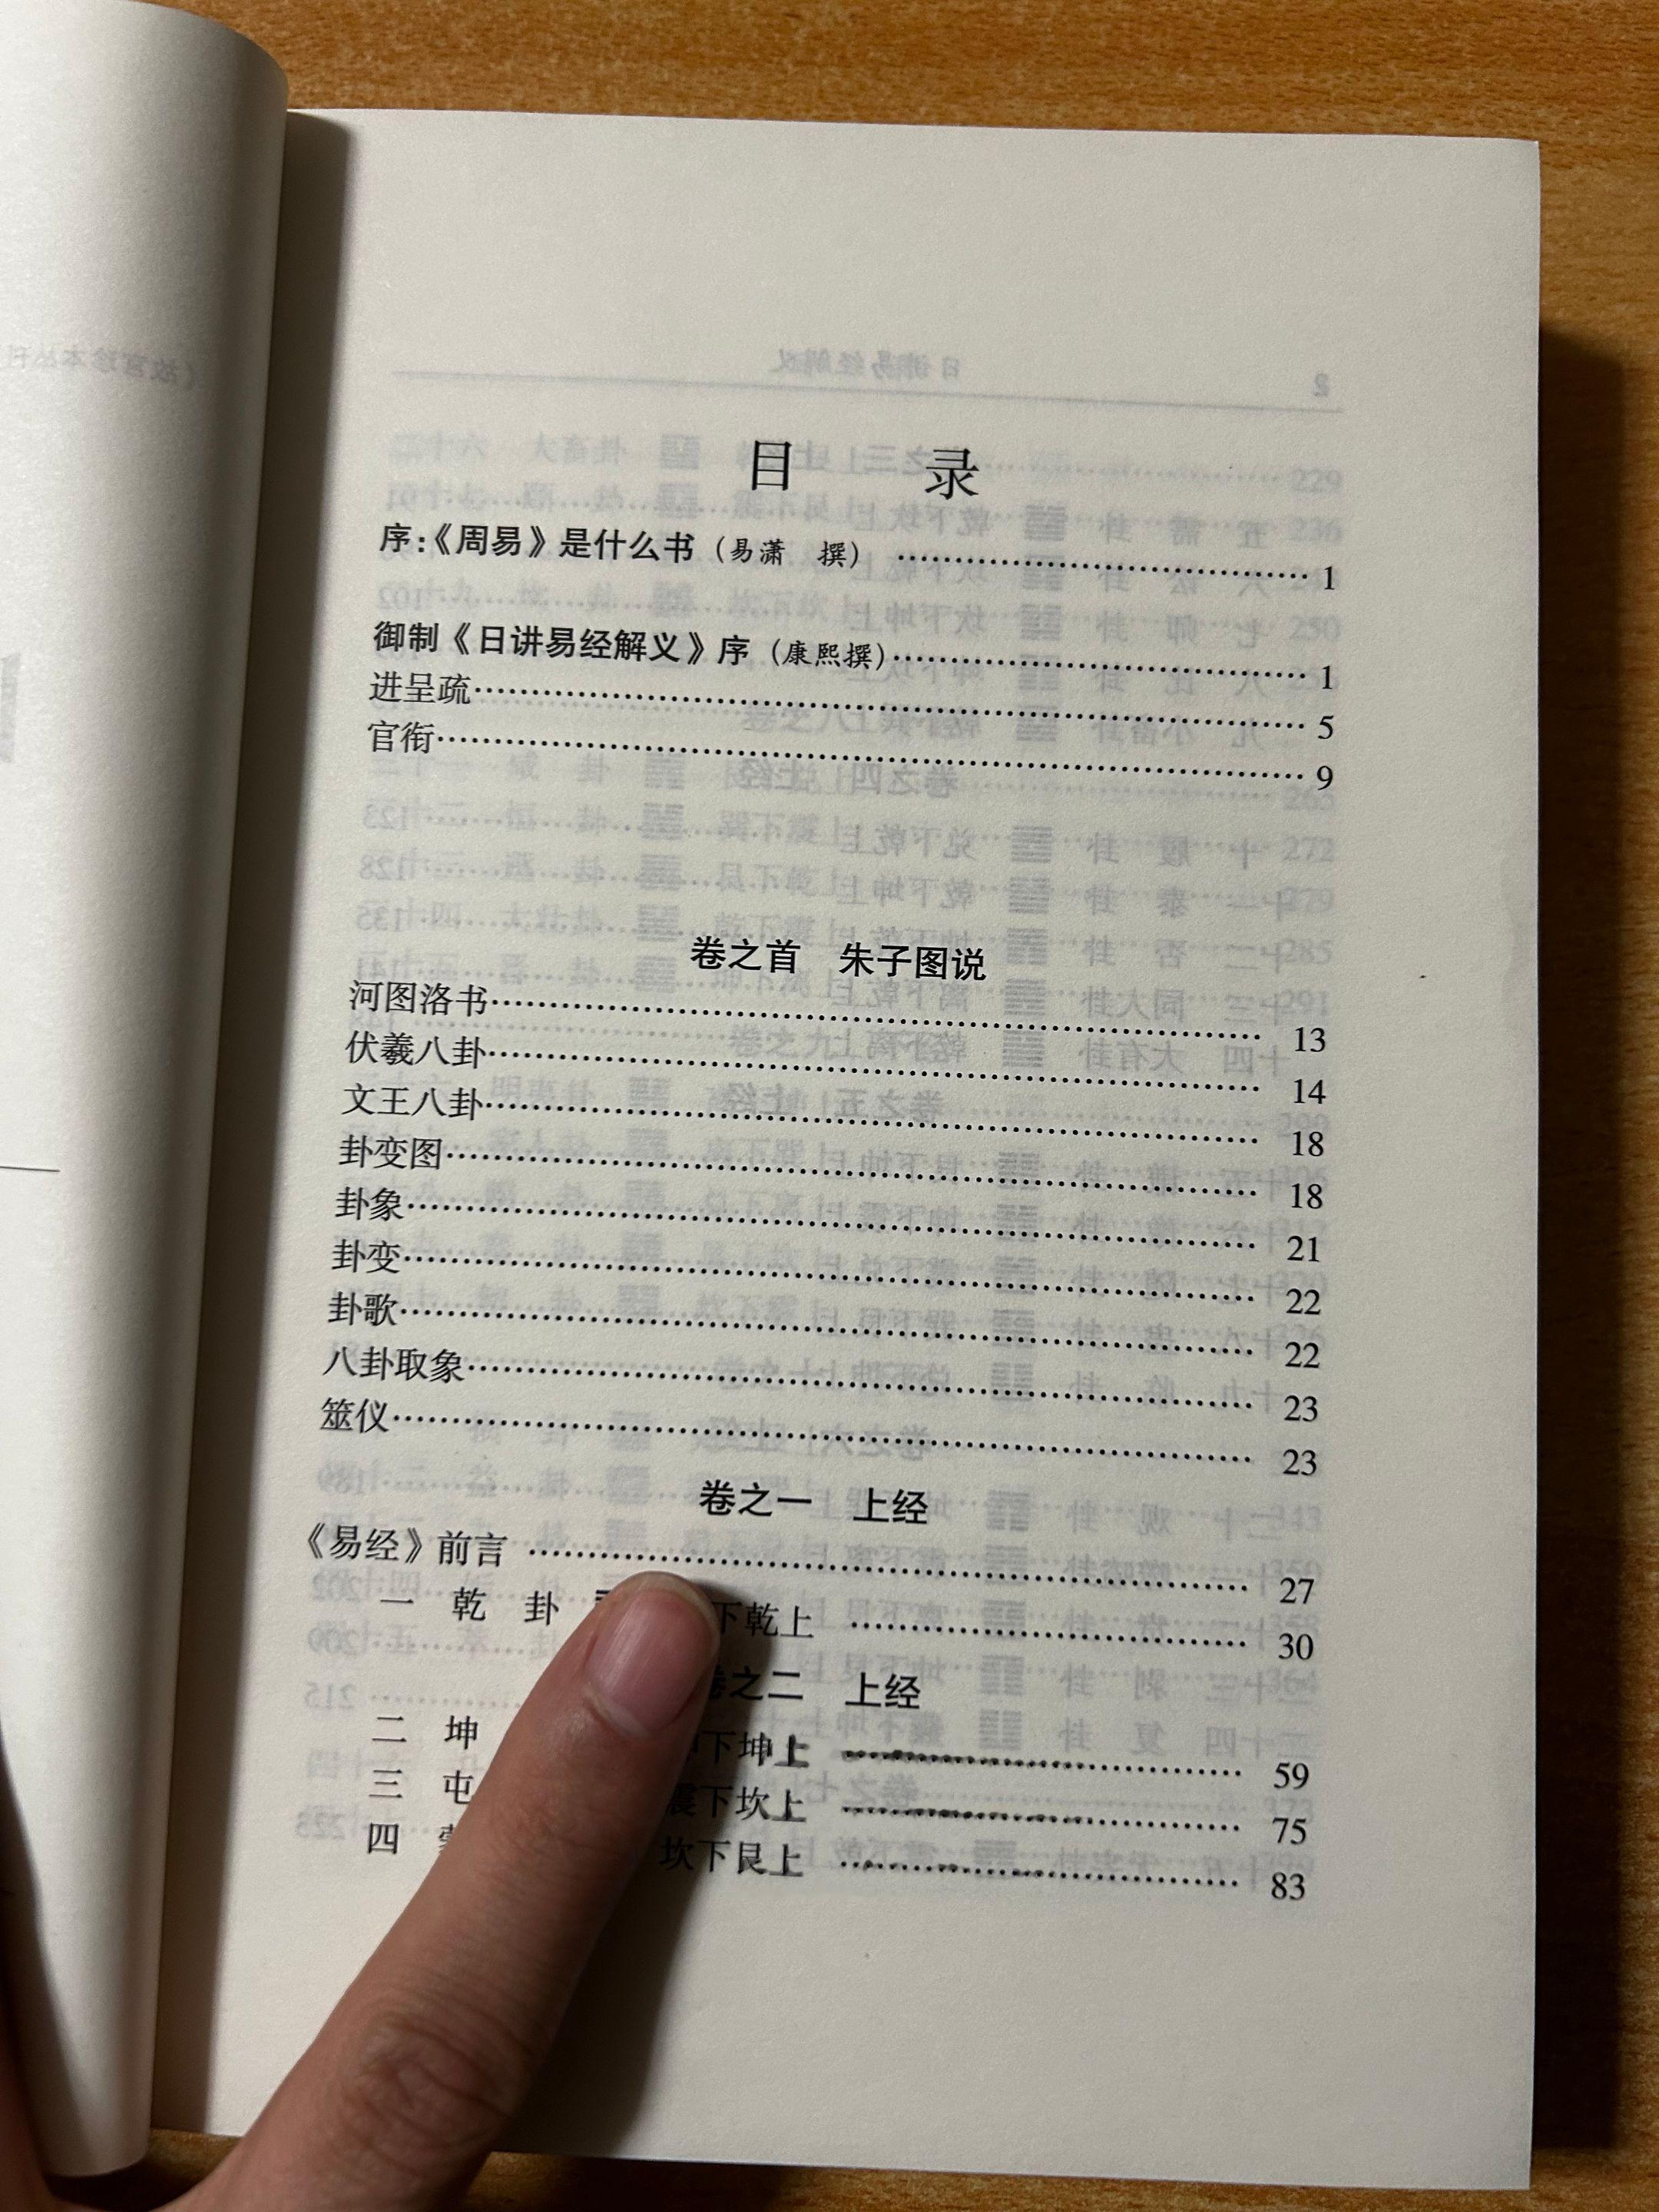 目 录
序：《周易》是什么书（易潇 撰）……1
御制《日讲易经解义》序（康熙撰）……1
进呈疏……5
官衔……9
卷之首 朱子图说
河图洛书……13
伏羲八卦……14
文王八卦……18
卦变图……18
卦象……21
卦变……22
卦歌……22
八卦取象……23
筮仪……23
卷之一 上经
《易经》前言……27
一 乾 卦 下乾上……30
卷之二 上经
二 坤 下坤上……59
三 屯 震下坎上……75
四 坎下艮上……83